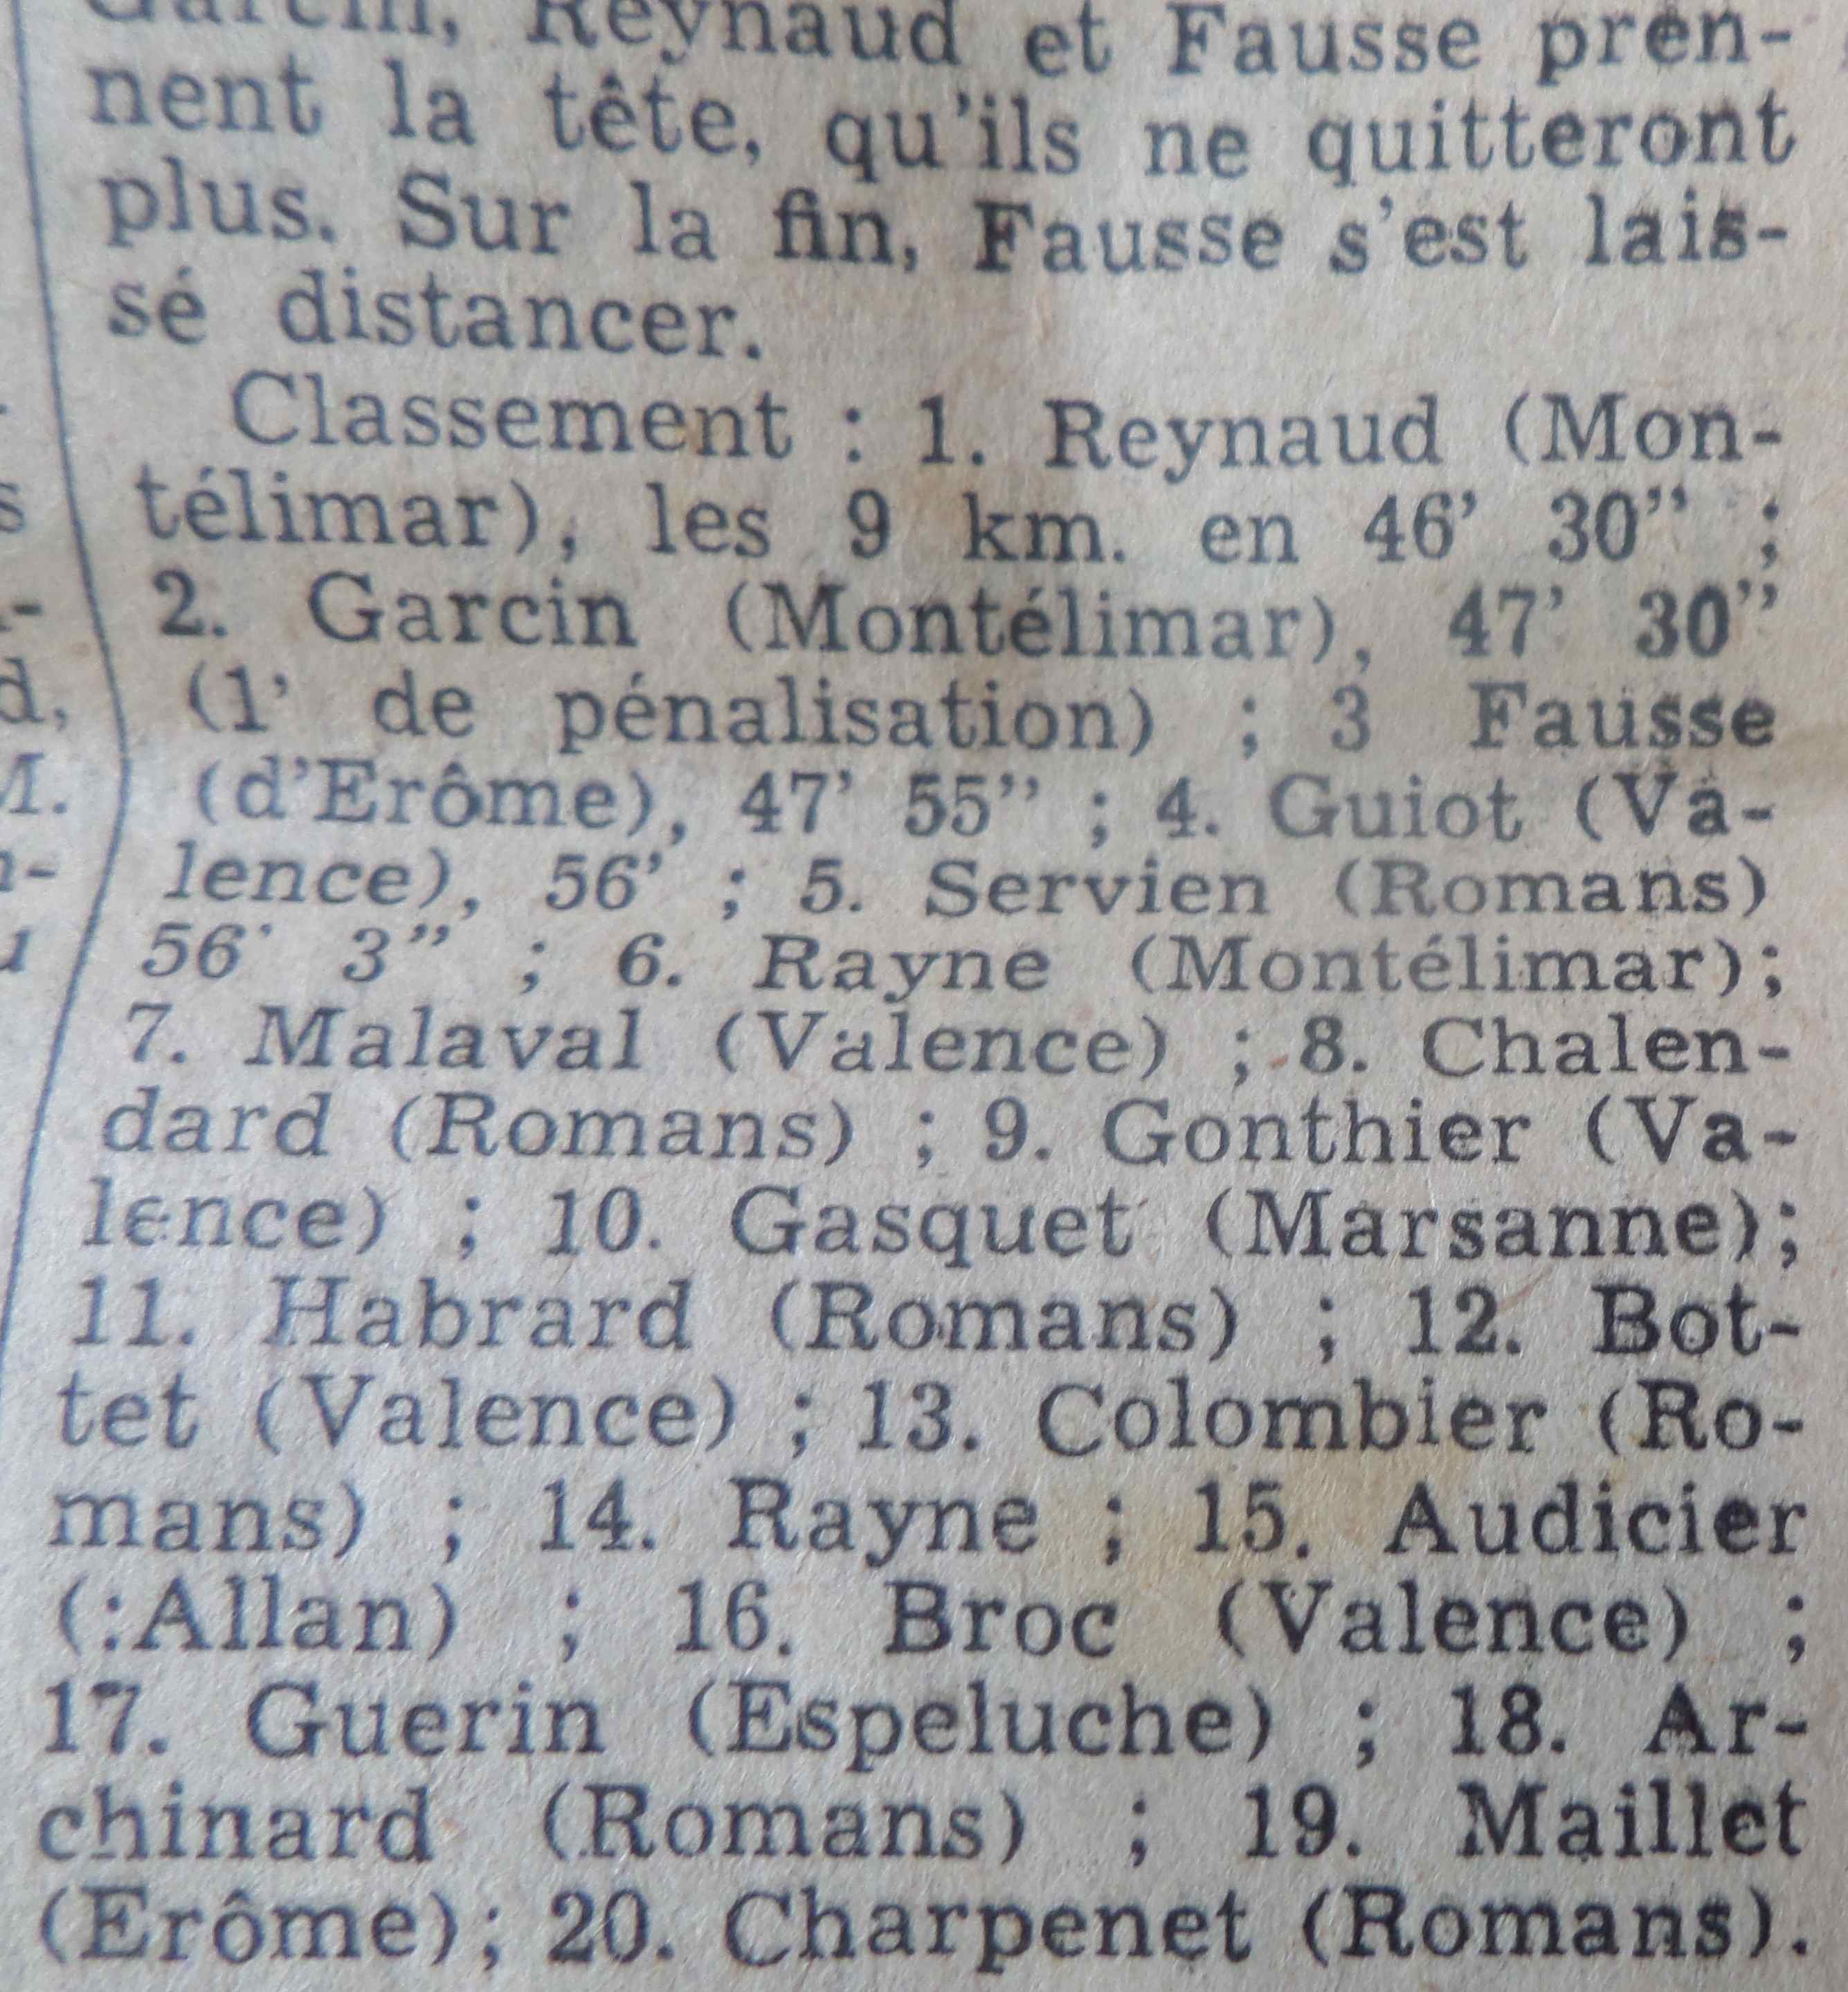 Garcin, Reynaud et Fausse pren-
nent la tête, qu'ils ne quitteront
plus. Sur la fin, Fausse s'est lais-
sé distancer.
Classement : 1. Reynaud (Mon-
télimar), les 9 km. en 46' 30" ;
2. Garcin (Montélimar), 47' 30"
(1' de pénalisation) ; 3 Fausse
(d'Erôme), 47' 55" ; 4. Guiot (Va-
lence), 56' ; 5. Servien (Romans)
56' 3" ; 6. Rayne (Montélimar);
7. Malaval (Valence) ; 8. Chalen-
dard (Romans) ; 9. Gonthier (Va-
lence) ; 10. Gasquet (Marsanne);
11. Habrard (Romans) ; 12. Bot-
tet (Valence) ; 13. Colombier (Ro-
mans) ; 14. Rayne ; 15. Audicier
(:Allan) ; 16. Broc (Valence) ;
17. Guerin (Espeluche) ; 18. Ar-
chinard (Romans) ; 19. Maillet
(Erôme); 20. Charpenet (Romans).